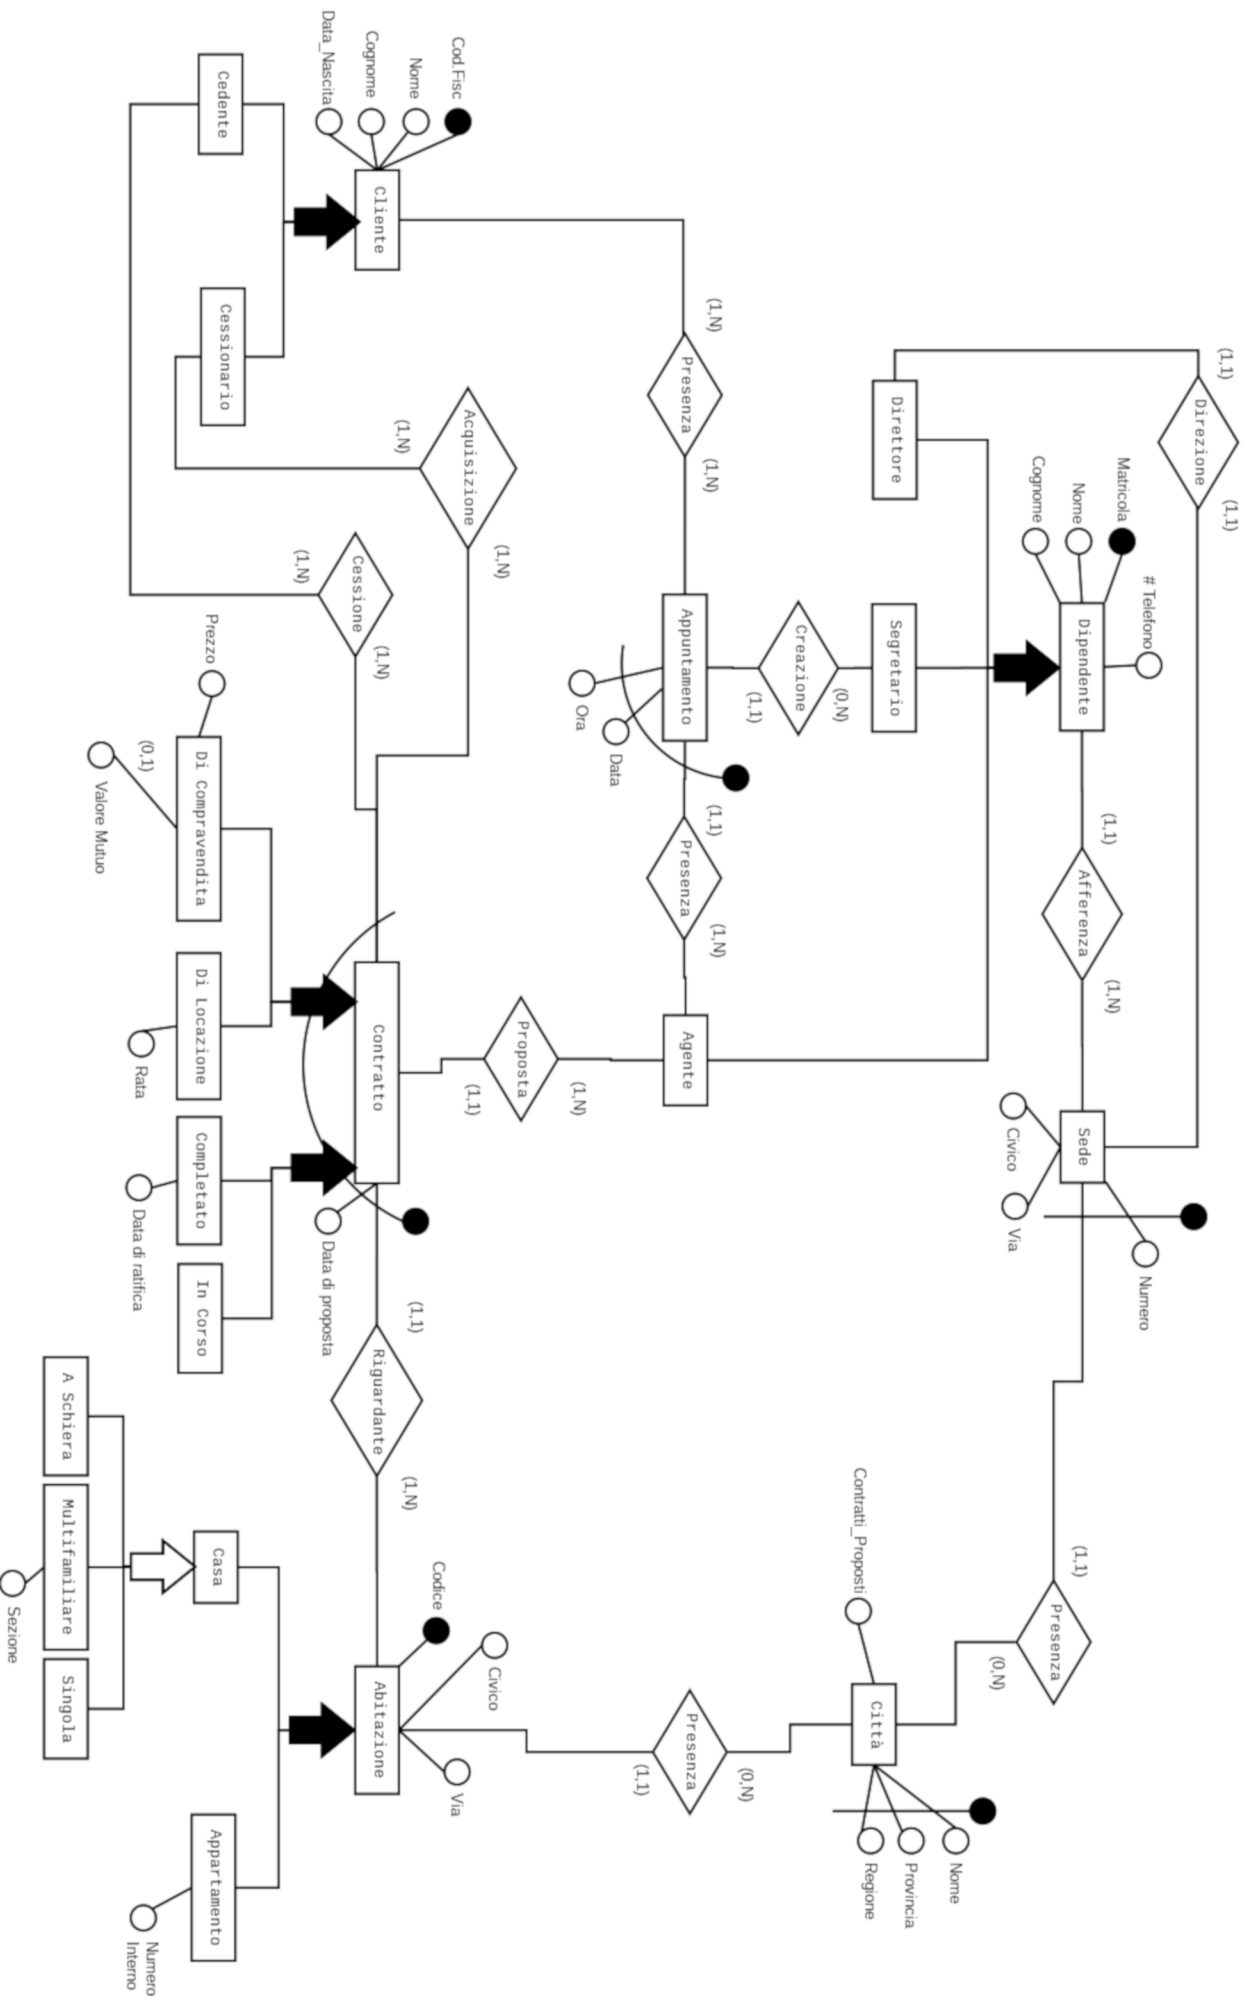 (1,1)
(1,1)
Direzione
# Telefono
Numero
Matricola
(1,1)
(1,N)
Nome
Dipendente
Afferenza
Sede
(1,1)
Presenza
Cognome
Civico
Via
(0,N)
Nome
Provincia
Direttore
Segretario
Città
Regione
Contratti_Proposti
(0,N)
Creazione
(1,1)
(0,N)
(1,N)
(1,N)
(1,1)
(1,N)
Presenza
Appuntamento
Presenza
Agente
Presenza
(1,1)
Data
Ora
(1,N)
Proposta
(1,N)
Civico
Acquisizione
(1,1)
Cod.Fisc
Via
Codice
Nome
(1,1)
(1,N)
(1,N)
Cognome
Cliente
(1,N)
Contratto
Riguardante
Abitazione
Cessione
Data_Nascita
Data di proposta
(1,N)
Cedente
Cessionario
Prezzo
Di Compravendita
Di Locazione
Completato
In Corso
Casa
Appartamento
(0,1)
Rata
Data di ratifica
Numero
Interno
Valore Mutuo
A Schiera
Multifamiliare
Singola
Sezione